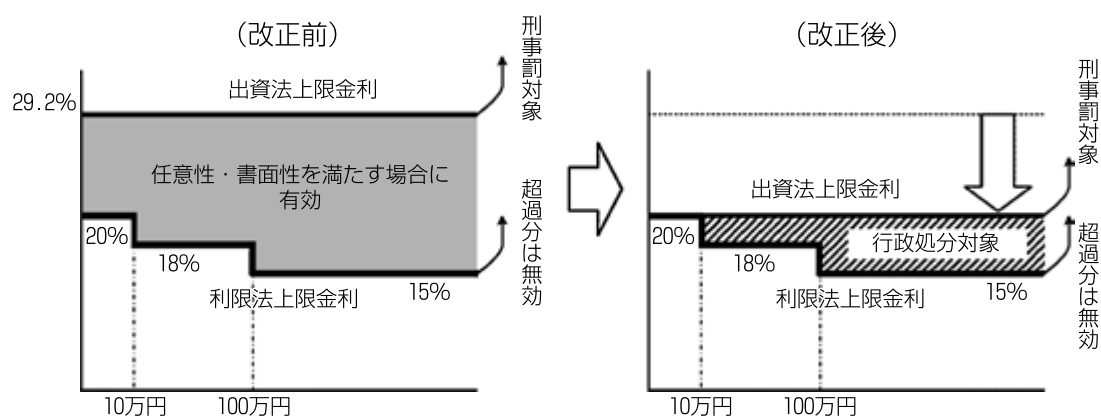 （改正前）
29.2%
出資法上限金利
刑事罰対象
任意性・書面性を満たす場合に
有効
20%
18%
15%
利限法上限金利
超過分は無効
10万円
100万円
（改正後）
刑事罰対象
出資法上限金利
行政処分対象
20%
18%
15%
利限法上限金利
超過分は無効
10万円
100万円